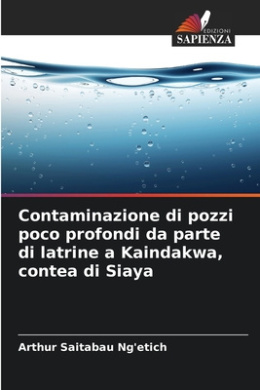 EDIZIONI
SAPIENZA
Contaminazione di pozzi
poco profondi da parte
di latrine a Kaindakwa,
contea di Siaya
Arthur Saitabau Ng'etich